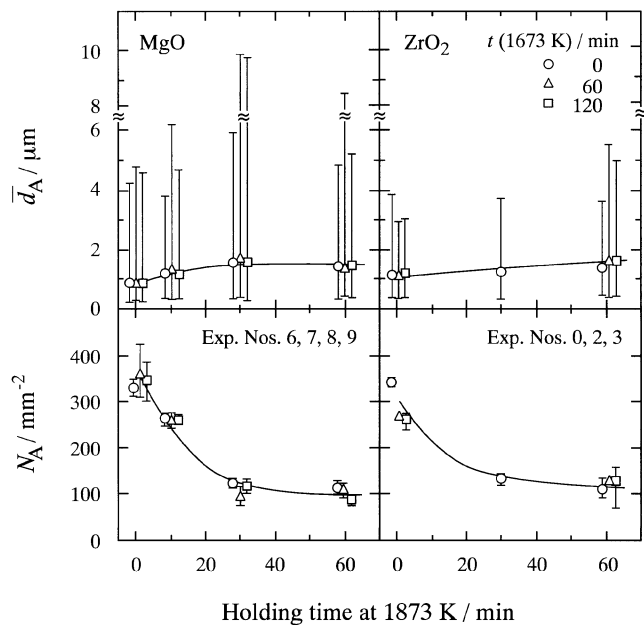 MgO
ZrO2
t (1673 K) / min
0
60
120
10
8
6
4
2
0
d̅A / μm
Exp. Nos. 6, 7, 8, 9
Exp. Nos. 0, 2, 3
400
300
200
100
0
NA / mm-2
0 20 40 60
0 20 40 60
Holding time at 1873 K / min